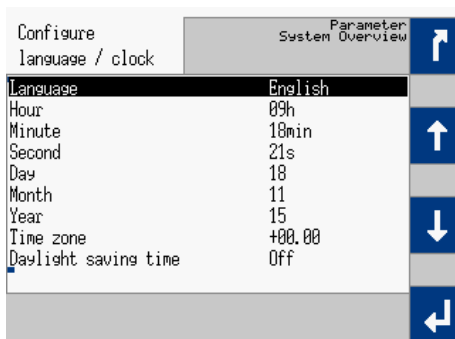 Configure
language / clock
Parameter
System Overview
Language English
Hour 09h
Minute 18min
Second 21s
Day 18
Month 11
Year 15
Time zone +00.00
Daylight saving time Off